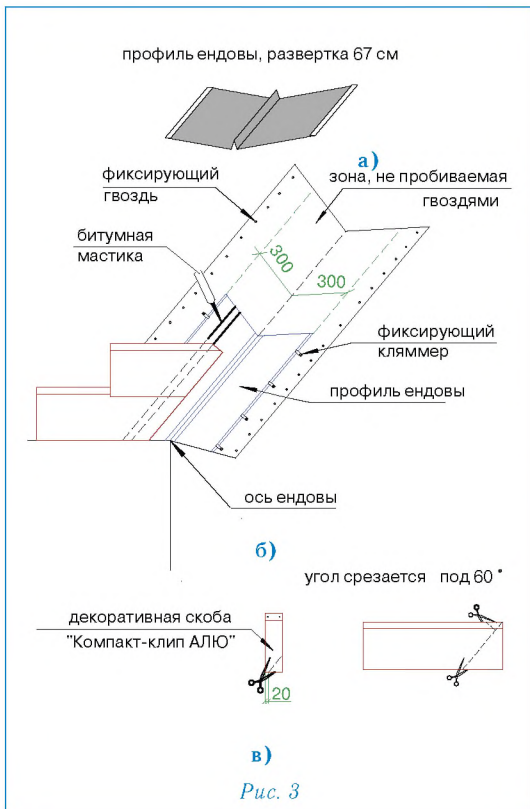 профиль ендовы, развертка 67 см
а)
фиксирующий
гвоздь
зона, не пробиваемая
гвоздями
битумная
мастика
300
300
фиксирующий
кляммер
профиль ендовы
ось ендовы
б)
угол срезается под 60 °
декоративная скоба
"Компакт-клип АЛЮ"
20
в)
Рис. 3